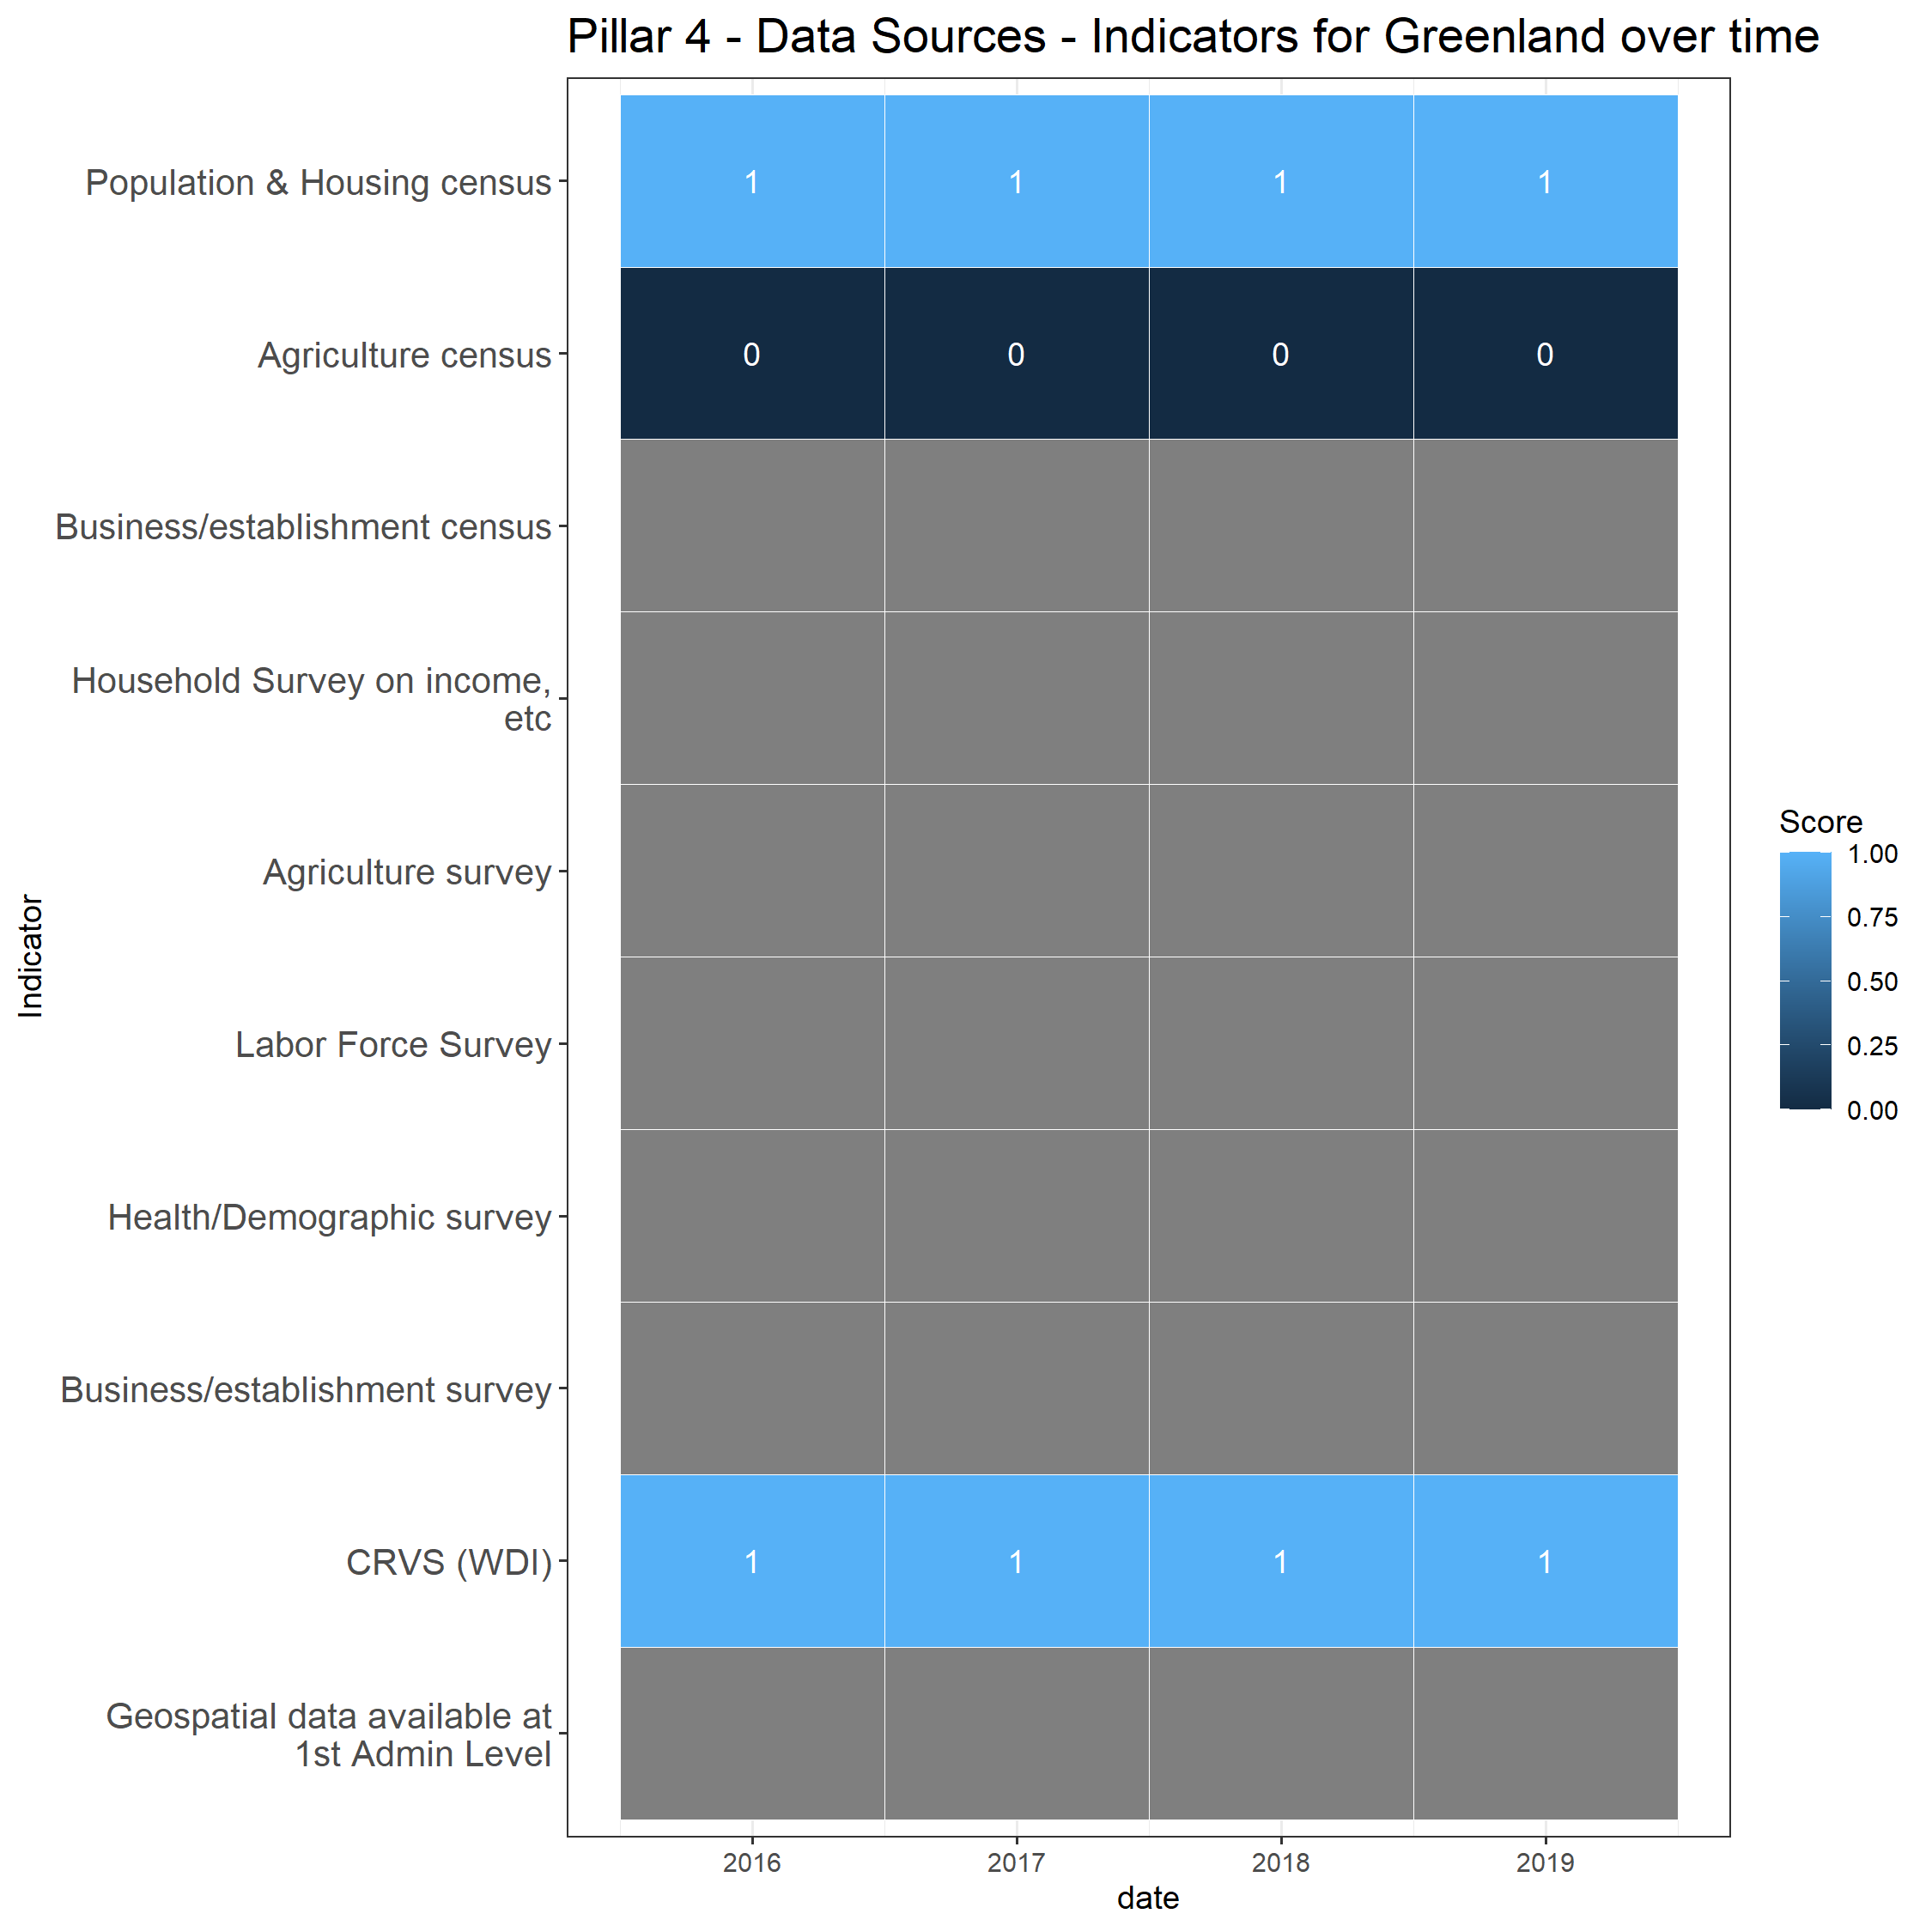 Pillar 4 - Data Sources - Indicators for Greenland over time
Population & Housing census
1 1 1 1
Agriculture census
0 0 0 0
Business/establishment census
Household Survey on income,
etc
Agriculture survey
Labor Force Survey
Health/Demographic survey
Business/establishment survey
CRVS (WDI)
1 1 1 1
Geospatial data available at
1st Admin Level
Indicator
2016 2017 2018 2019
date
Score
1.00
0.75
0.50
0.25
0.00